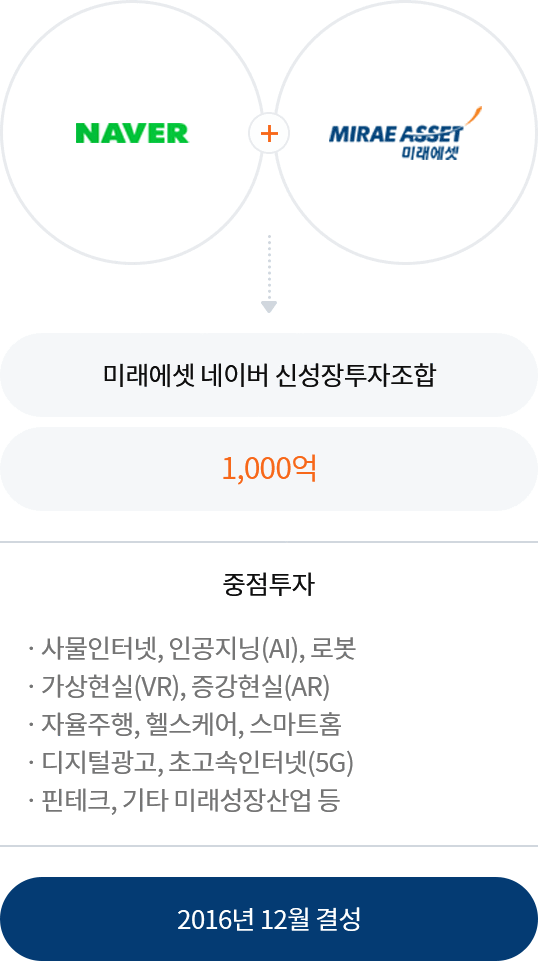 NAVER
+
MIRAE ASSET
미래에셋
미래에셋 네이버 신성장투자조합
1,000억
중점투자
· 사물인터넷, 인공지닝(AI), 로봇
· 가상현실(VR), 증강현실(AR)
· 자율주행, 헬스케어, 스마트홈
· 디지털광고, 초고속인터넷(5G)
· 핀테크, 기타 미래성장산업 등
2016년 12월 결성